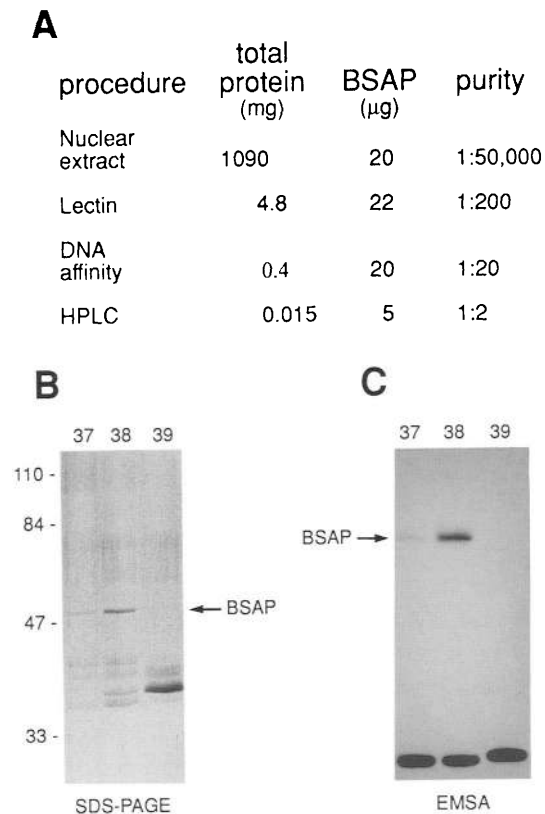 A
procedure total protein (mg) BSAP (µg) purity
Nuclear extract 1090 20 1:50,000
Lectin 4.8 22 1:200
DNA affinity 0.4 20 1:20
HPLC 0.015 5 1:2
B
37 38 39
110 -
84 -
BSAP
47 -
33 -
SDS-PAGE
C
37 38 39
BSAP
EMSA